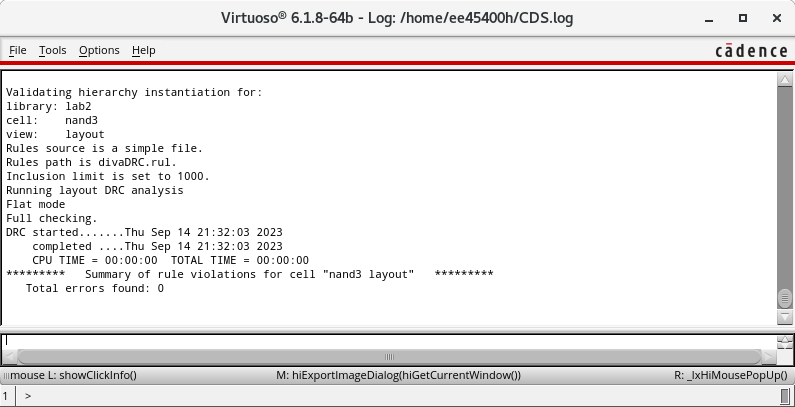 Virtuoso® 6.1.8-64b - Log: /home/ee45400h/CDS.log
File Tools Options Help
cādence
Validating hierarchy instantiation for:
library: lab2
cell:    nand3
view:    layout
Rules source is a simple file.
Rules path is divaDRC.rul.
Inclusion limit is set to 1000.
Running layout DRC analysis
Flat mode
Full checking.
DRC started.......Thu Sep 14 21:32:03 2023
    completed ....Thu Sep 14 21:32:03 2023
    CPU TIME = 00:00:00  TOTAL TIME = 00:00:00
*********   Summary of rule violations for cell "nand3 layout"   *********
   Total errors found: 0
mouse L: showClickInfo() M: hiExportImageDialog(hiGetCurrentWindow()) R: _lxHiMousePopUp()
1 >